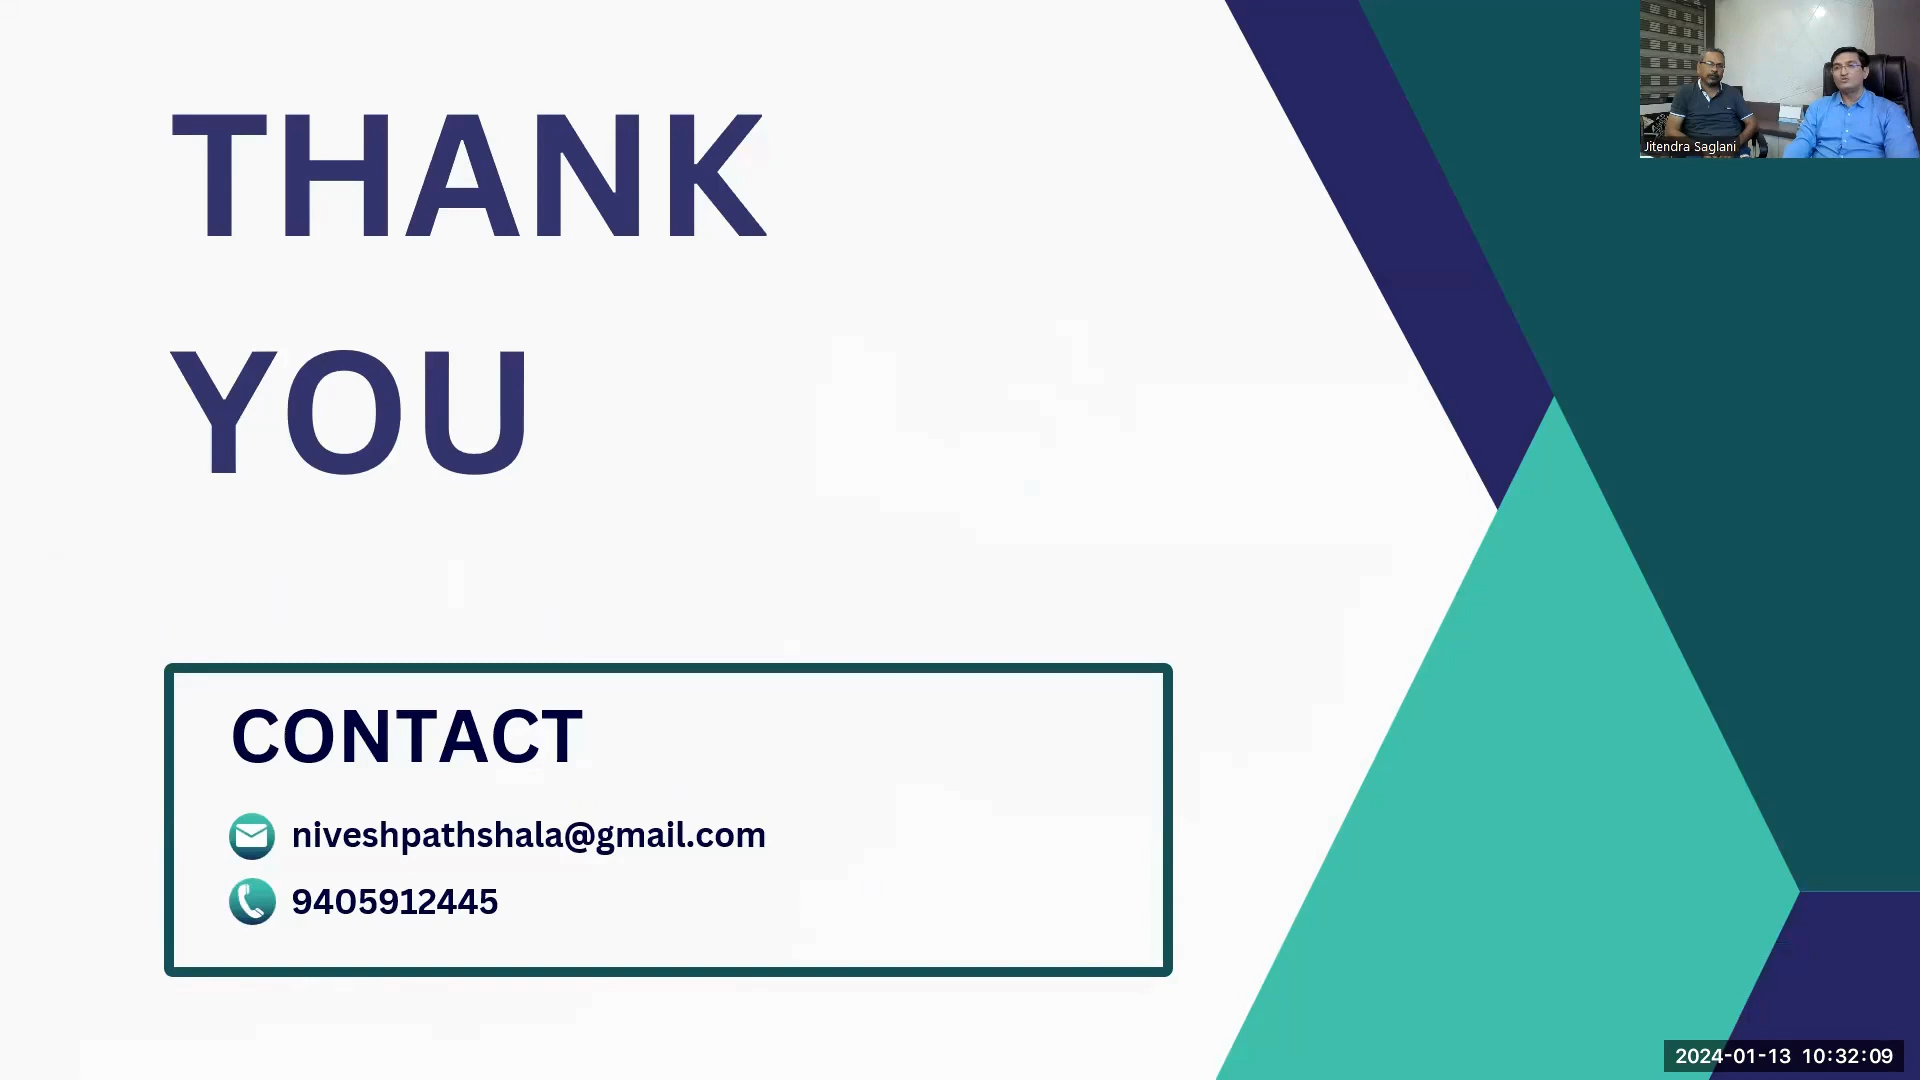 THANK
YOU
CONTACT
niveshpathshala@gmail.com
9405912445
Jitendra Saglani
2024-01-13 10:32:09